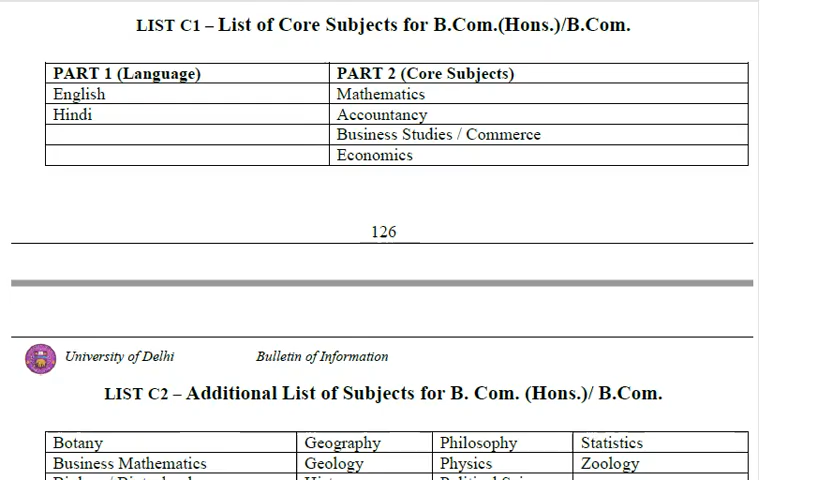 LIST C1 – List of Core Subjects for B.Com.(Hons.)/B.Com.
PART 1 (Language) PART 2 (Core Subjects)
English Mathematics
Hindi Accountancy
Business Studies / Commerce
Economics
126
University of Delhi Bulletin of Information
LIST C2 – Additional List of Subjects for B. Com. (Hons.)/ B.Com.
Botany Geography Philosophy Statistics
Business Mathematics Geology Physics Zoology